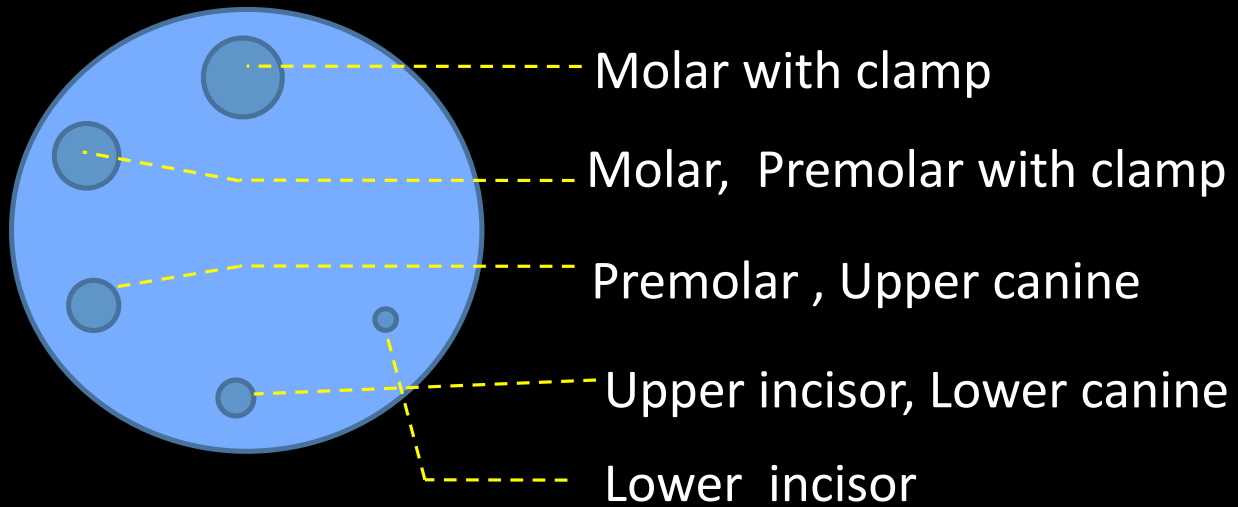 Molar with clamp
Molar, Premolar with clamp
Premolar , Upper canine
Upper incisor, Lower canine
Lower incisor